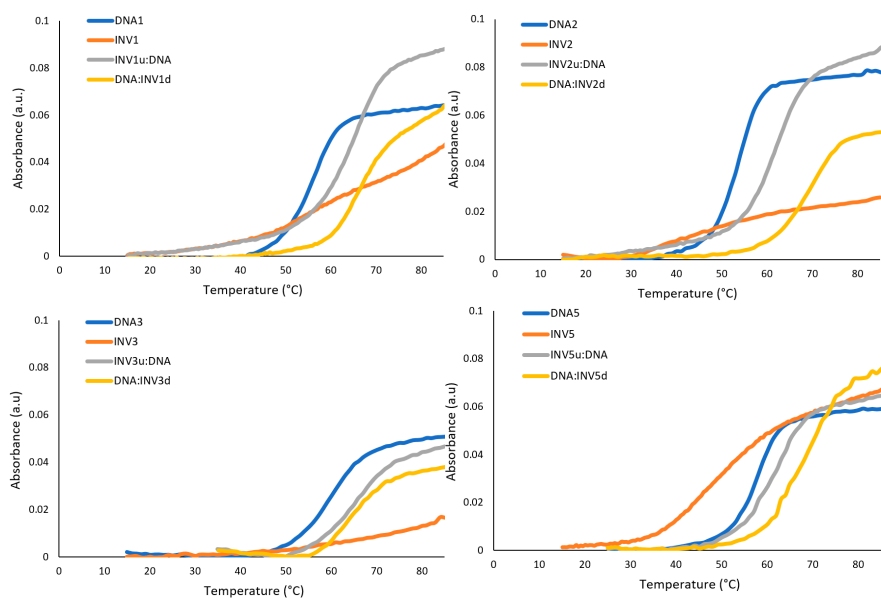 DNA1
INV1
INV1u:DNA
DNA:INV1d
Absorbance (a.u.)
0.1
0.08
0.06
0.04
0.02
0
0 10 20 30 40 50 60 70 80
Temperature (°C)
DNA2
INV2
INV2u:DNA
DNA:INV2d
Absorbance (a.u)
0.1
0.08
0.06
0.04
0.02
0
0 10 20 30 40 50 60 70 80
Temperature (°C)
DNA3
INV3
INV3u:DNA
DNA:INV3d
Absorbance (a.u)
0.1
0.08
0.06
0.04
0.02
0
0 10 20 30 40 50 60 70 80
Temperature (°C)
DNA5
INV5
INV5u:DNA
DNA:INV5d
Absorbance (a.u)
0.1
0.08
0.06
0.04
0.02
0
0 10 20 30 40 50 60 70 80
Temperature (°C)